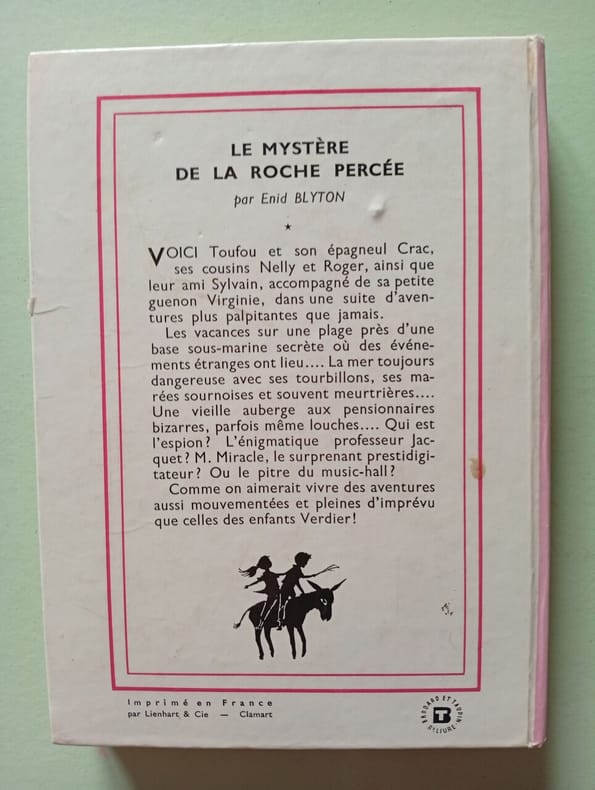 LE MYSTÈRE
DE LA ROCHE PERCÉE
par Enid BLYTON
★
VOICI Toufou et son épagneul Crac,
ses cousins Nelly et Roger, ainsi que
leur ami Sylvain, accompagné de sa petite
guenon Virginie, dans une suite d'aven-
tures plus palpitantes que jamais.
Les vacances sur une plage près d'une
base sous-marine secrète où des événe-
ments étranges ont lieu.... La mer toujours
dangereuse avec ses tourbillons, ses ma-
rées sournoises et souvent meurtrières....
Une vieille auberge aux pensionnaires
bizarres, parfois même louches.... Qui est
l'espion? L'énigmatique professeur Jac-
quet? M. Miracle, le surprenant prestidigi-
tateur? Ou le pitre du music-hall?
Comme on aimerait vivre des aventures
aussi mouvementées et pleines d'imprévu
que celles des enfants Verdier!
Imprimé en France
par Lienhart & Cie — Clamart
BRODARD ET TAUPIN
RELIURE
BT